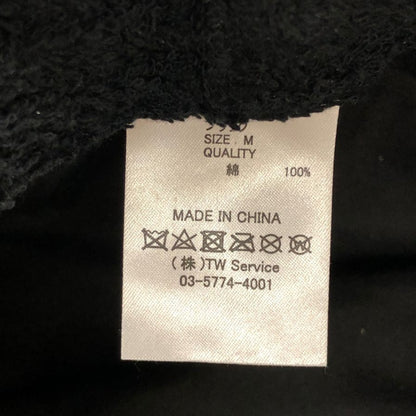 SIZE . M
QUALITY
綿 100%
MADE IN CHINA
(株)TW Service
03-5774-4001